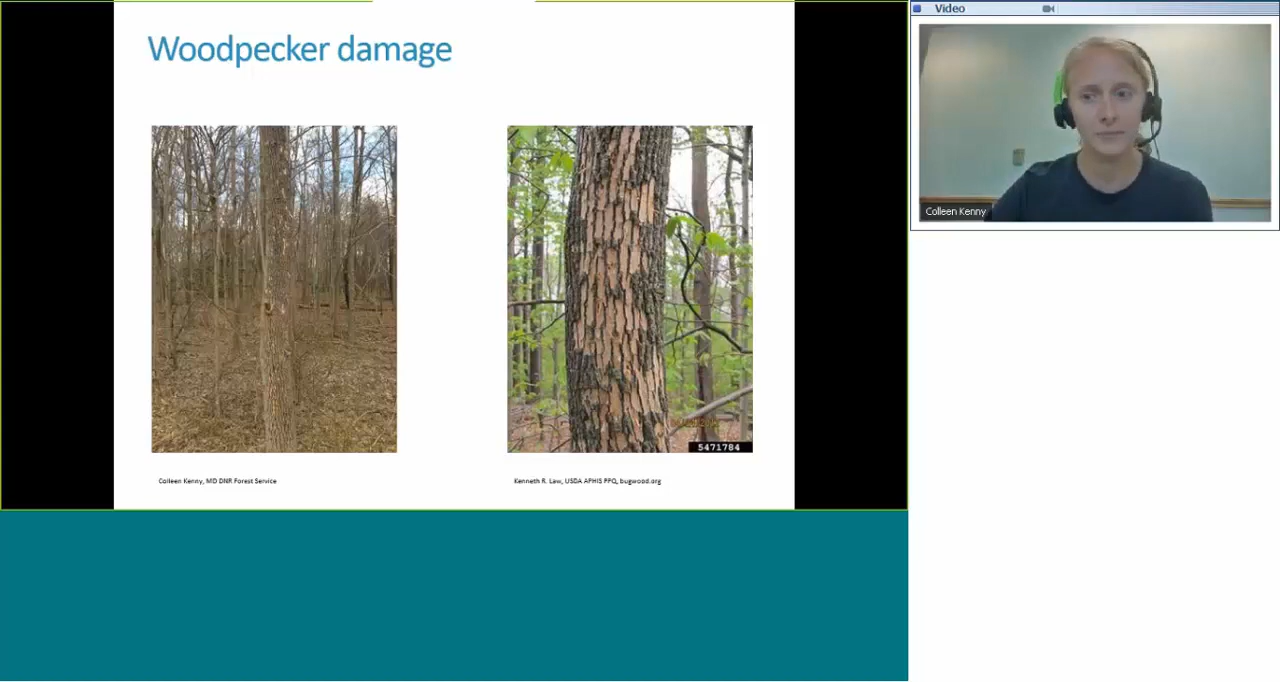 Woodpecker damage
Video
Colleen Kenny
5471784
Colleen Kenny, MD DNR Forest Service
Kenneth R. Law, USDA APHIS PPQ, bugwood.org